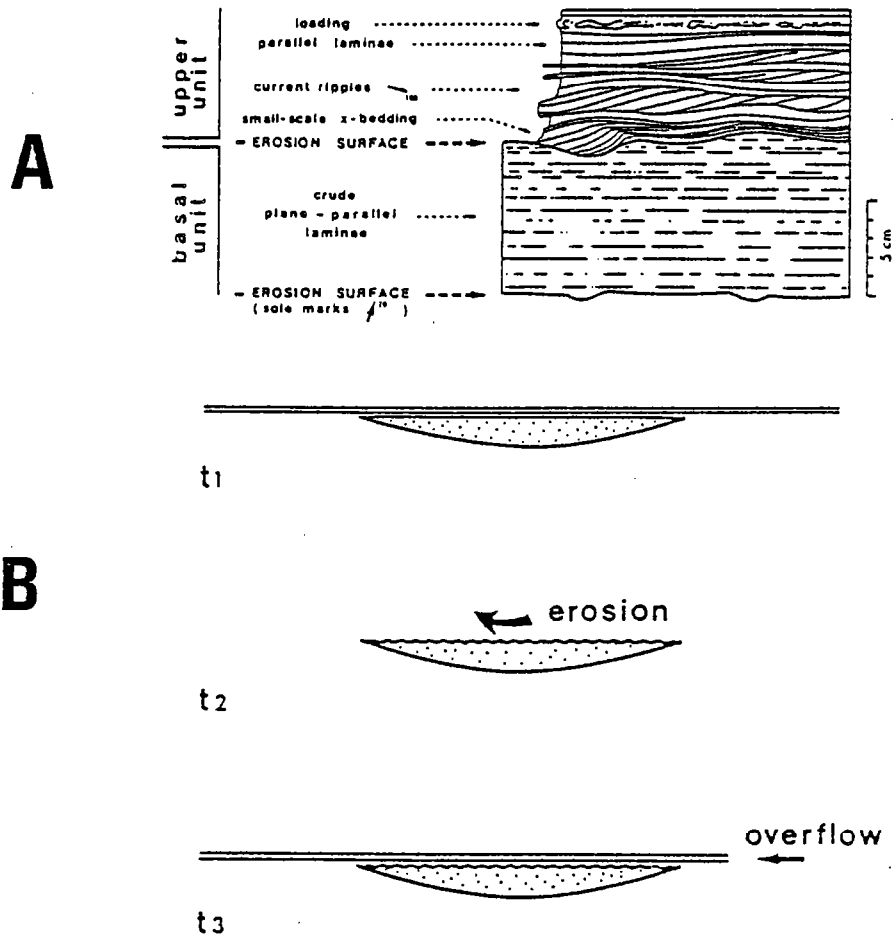 A
upper
unit
basal
unit
loading
parallel laminae
current ripples
small-scale x-bedding
EROSION SURFACE
crude
plane - parallel
laminae
EROSION SURFACE
(sole marks )
5 cm
B
t1
erosion
t2
overflow
t3